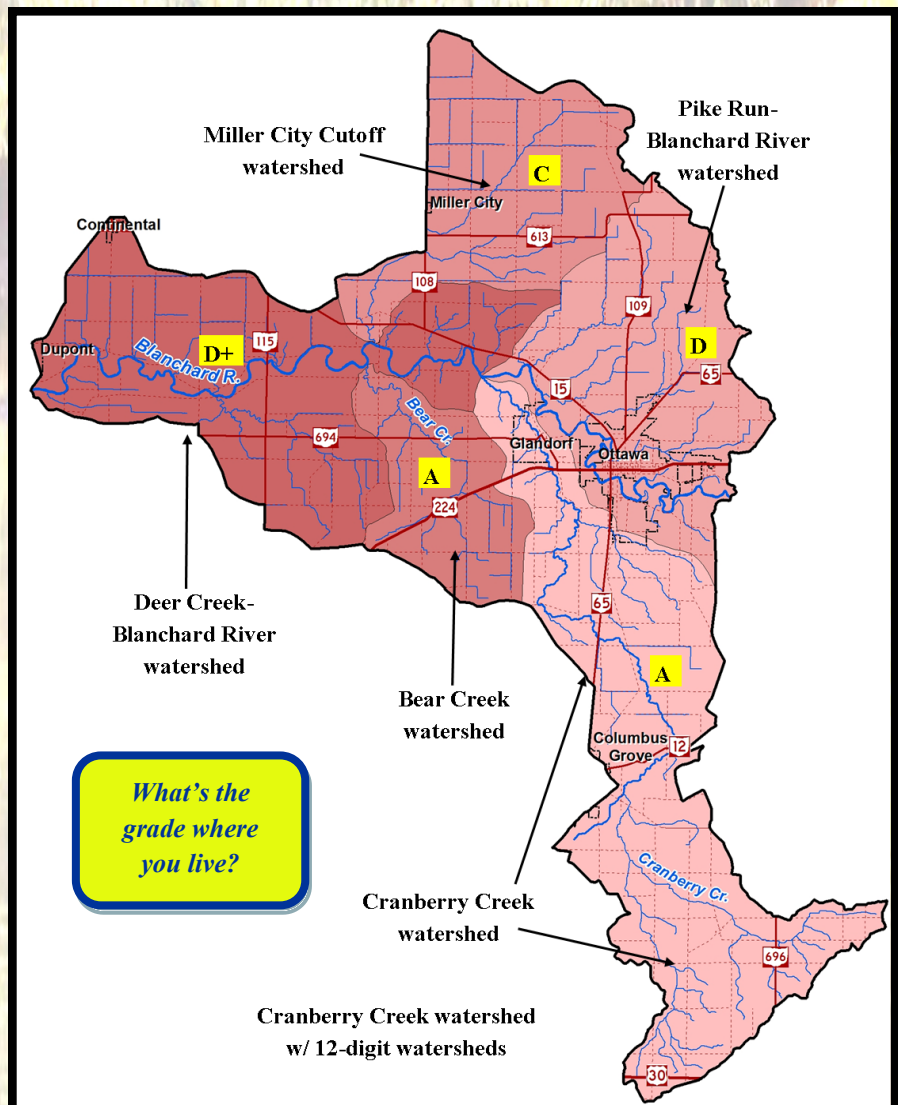 Pike Run-
Blanchard River
watershed
Miller City Cutoff
watershed
C
Miller City
Continental
613
108
109
115
D+
Dupont
Blanchard R.
D
65
15
Bear Cr.
694
Glandorf
Ottawa
A
224
Deer Creek-
Blanchard River
watershed
65
A
Bear Creek
watershed
Columbus
Grove
12
What's the
grade where
you live?
Cranberry Cr.
Cranberry Creek
watershed
696
Cranberry Creek watershed
w/ 12-digit watersheds
30